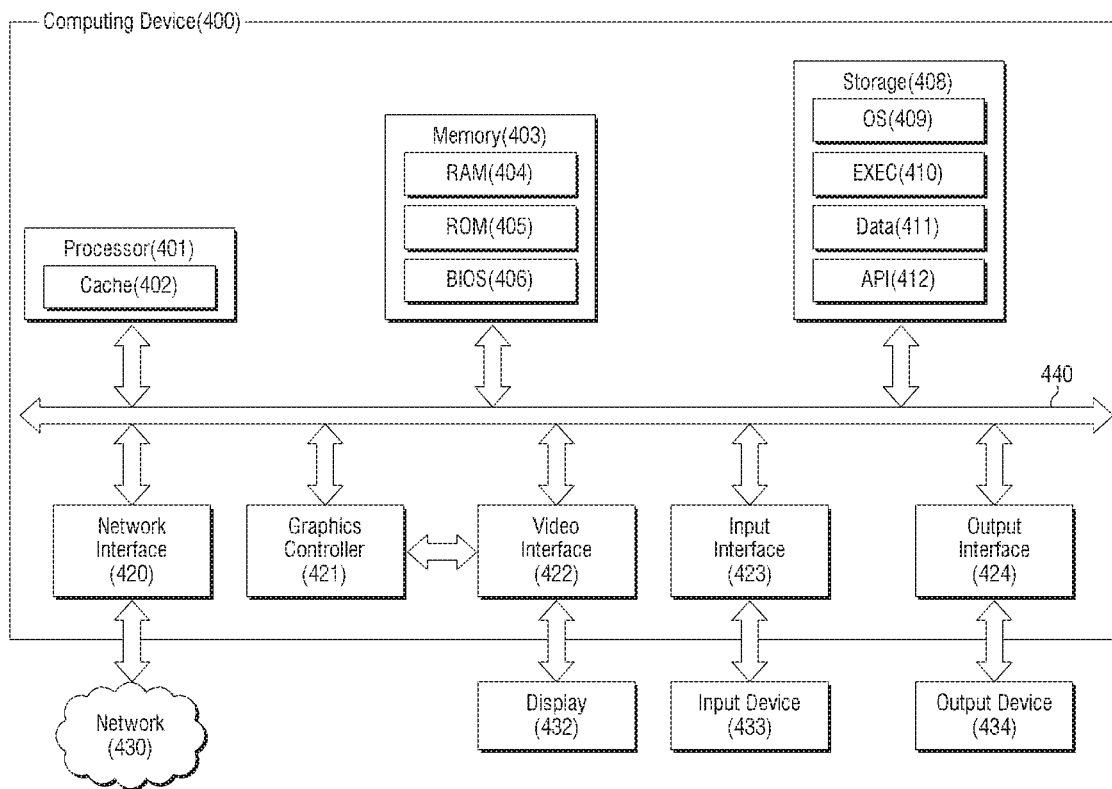 Computing Device(400)
Storage(408)
OS(409)
EXEC(410)
Data(411)
API(412)
Memory(403)
RAM(404)
ROM(405)
BIOS(406)
Processor(401)
Cache(402)
440
Network
Interface
(420)
Graphics
Controller
(421)
Video
Interface
(422)
Input
Interface
(423)
Output
Interface
(424)
Network
(430)
Display
(432)
Input Device
(433)
Output Device
(434)